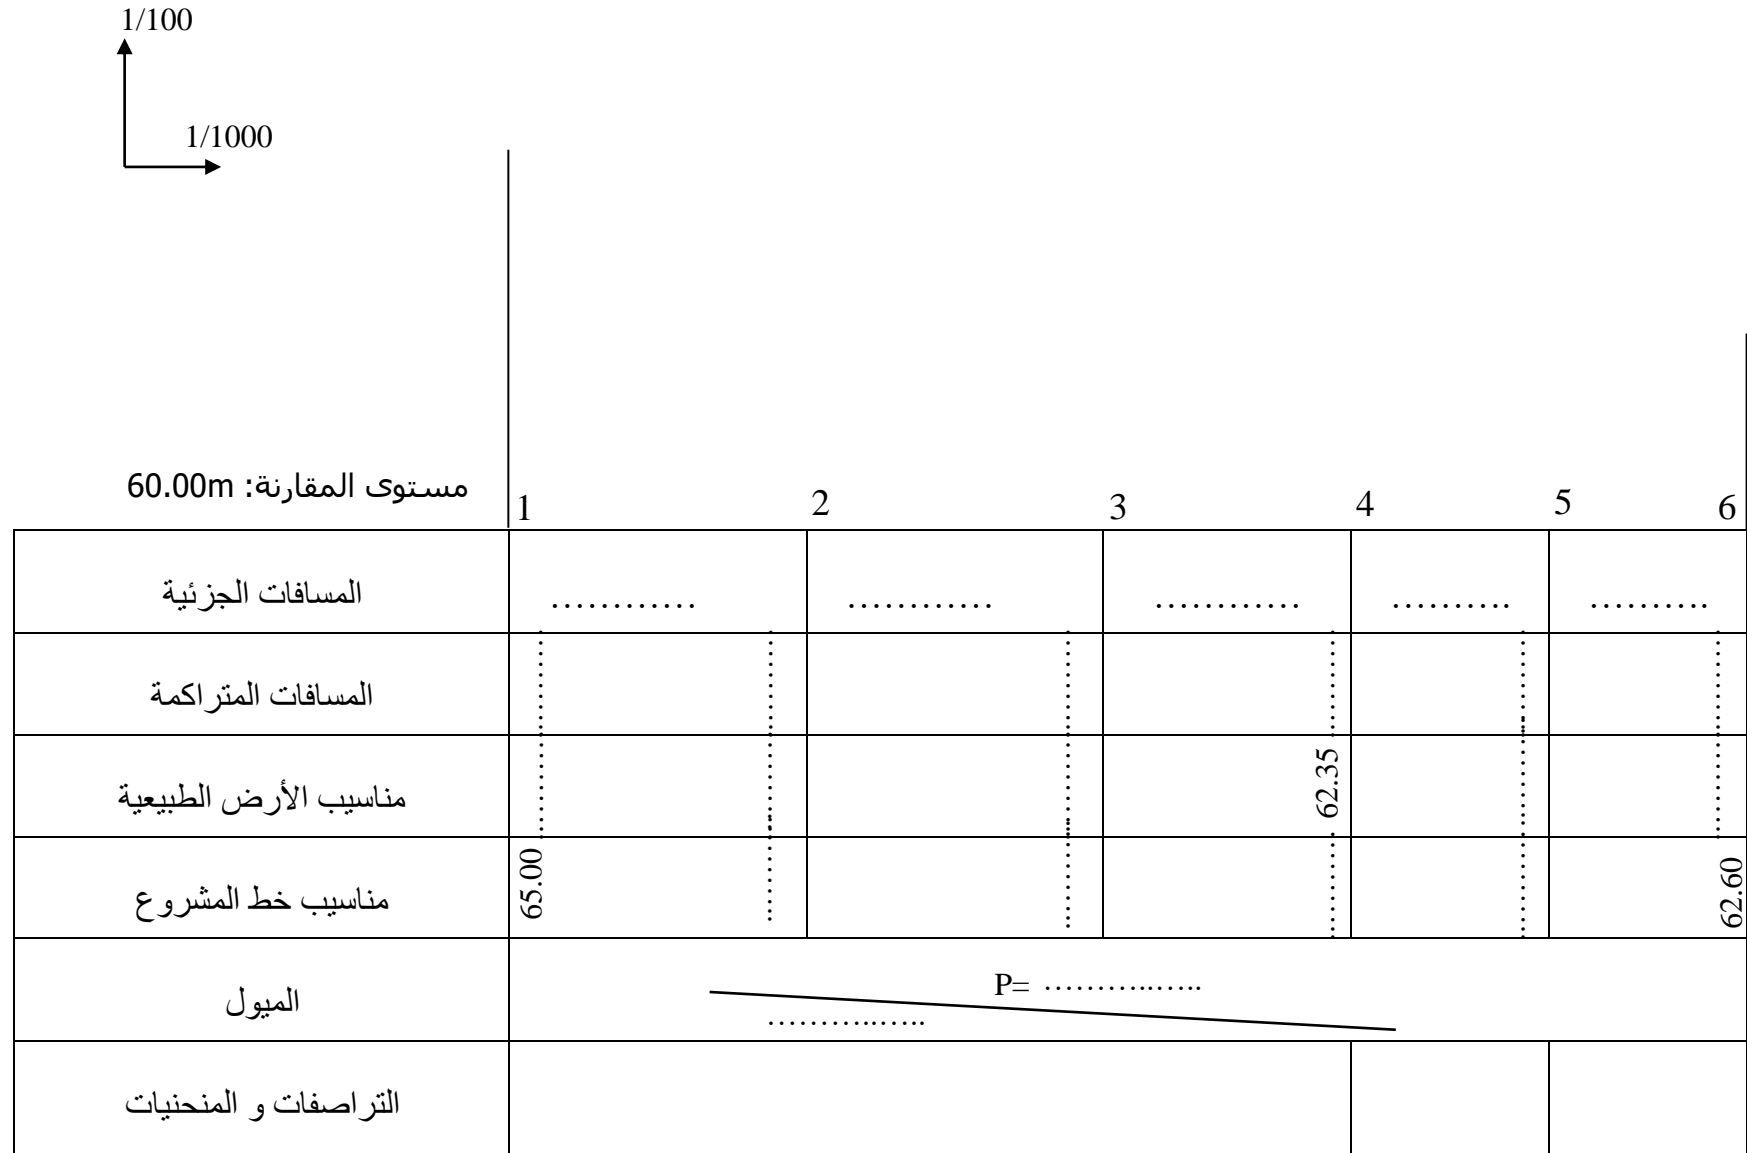 1/100
1/1000
مستوى المقارنة: 60.00m
1 2 3 4 5 6
المسافات الجزئية ………… ………… ………… ………. ……….
المسافات المتراكمة
مناسيب الأرض الطبيعية 62.35
مناسيب خط المشروع 65.00 62.60
الميول P= ………..…..
………..…..
التراصفات و المنحنيات